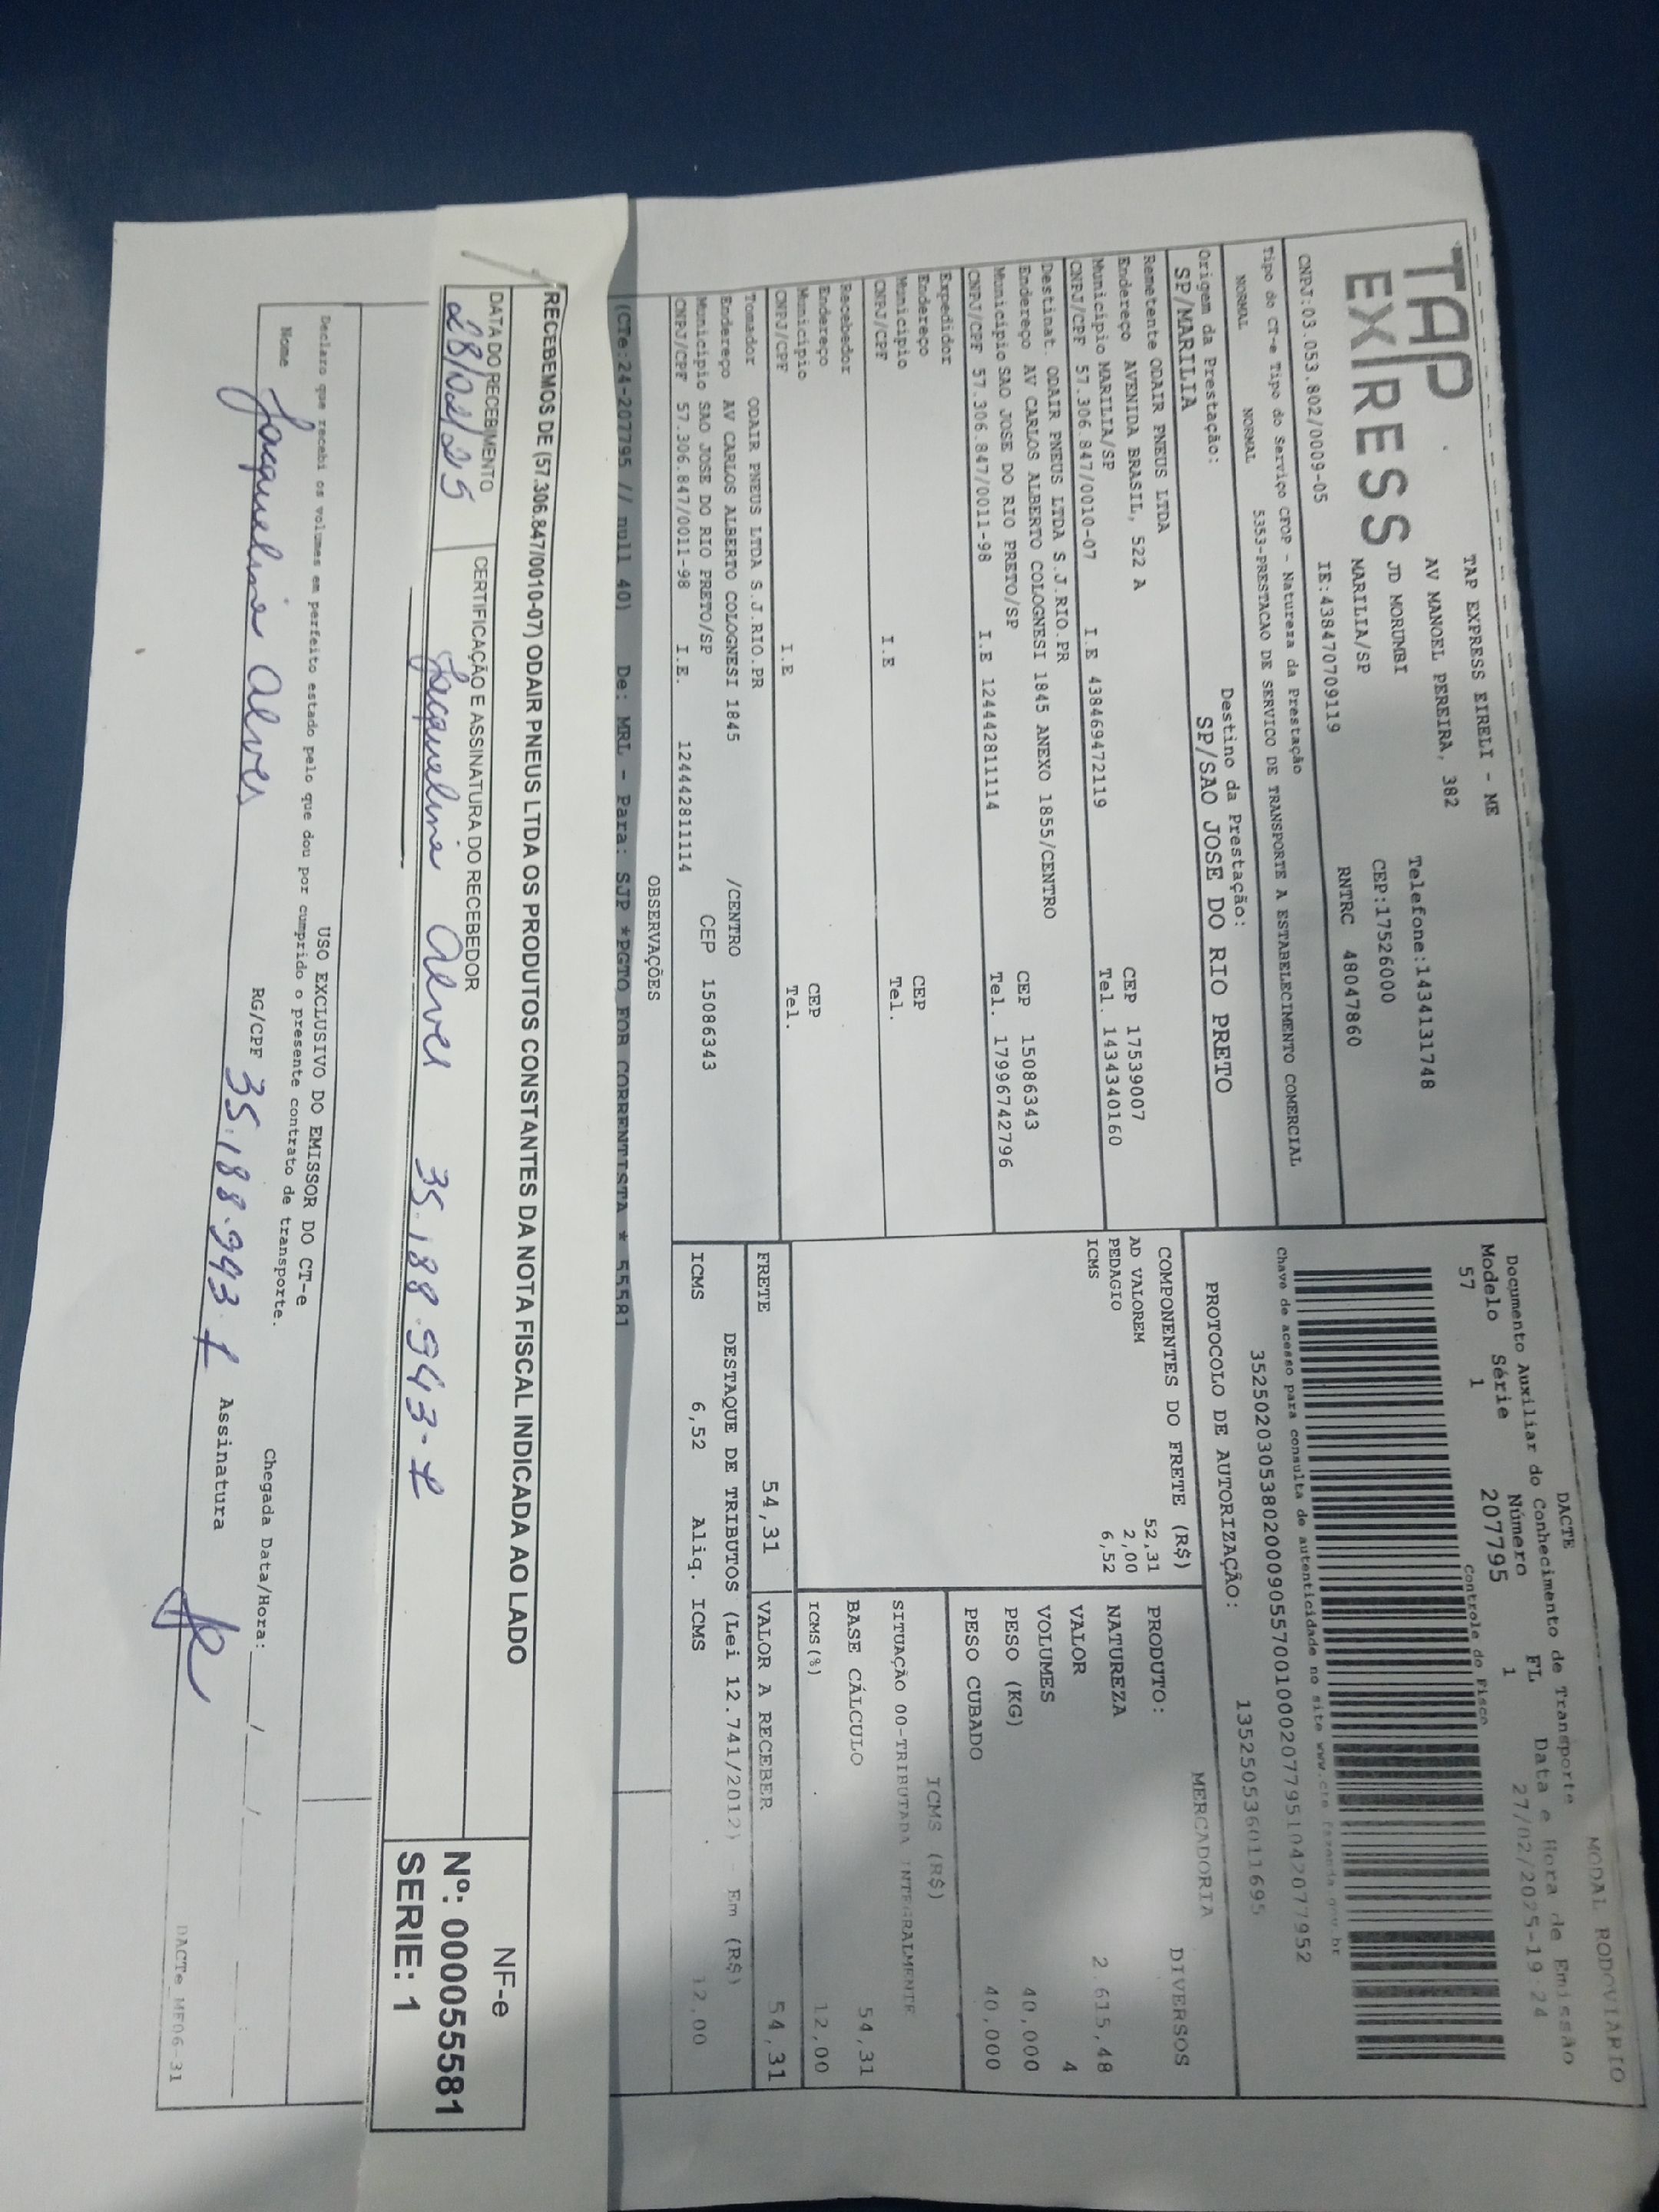 MODAL RODOVIARIO
TAP EXPRESS
TAP EXPRESS EIRELI - ME
AV MANOEL PEREIRA, 382
JD MORUMBI
MARILIA/SP
Telefone:1434131748
CEP:17526000
RNTRC 48047860
CNPJ:03.053.802/0009-05 IE:438470709119
DACTE
Documento Auxiliar do Conhecimento de Transporte
Modelo Série Número FL Data e Hora de Emissão
57 1 207795 1 27/02/2025-19:24
Controle do Fisco
Tipo do CT-e Tipo do Serviço CFOP - Natureza da Prestação
NORMAL NORMAL 5353-PRESTACAO DE SERVICO DE TRANSPORTE A ESTABELECIMENTO COMERCIAL
Chave de acesso para consulta de autenticidade no site www.cte.fazenda.gov.br
35250203053802000905570010002077951042077952
Origem da Prestação: Destino da Prestação:
SP/MARILIA SP/SAO JOSE DO RIO PRETO
PROTOCOLO DE AUTORIZAÇÃO: 135250536011695
Remetente ODAIR PNEUS LTDA
Endereço AVENIDA BRASIL, 522 A CEP 17539007
Municipio MARILIA/SP Tel. 1434340160
CNPJ/CPF 57.306.847/0010-07 I.E 438469472119
Destinat. ODAIR PNEUS LTDA S.J.RIO.PR
Endereço AV CARLOS ALBERTO COLOGNESI 1845 ANEXO 1855/CENTRO CEP 15086343
Municipio SAO JOSE DO RIO PRETO/SP Tel. 17996742796
CNPJ/CPF 57.306.847/0011-98 I.E 124442811114
Expedidor
Endereço CEP
Municipio Tel.
CNPJ/CPF I.E
Recebedor
Endereço CEP
Municipio Tel.
CNPJ/CPF I.E
Tomador ODAIR PNEUS LTDA S.J.RIO.PR
Endereço AV CARLOS ALBERTO COLOGNESI 1845 /CENTRO
Municipio SAO JOSE DO RIO PRETO/SP CEP 15086343
CNPJ/CPF 57.306.847/0011-98 I.E. 124442811114
COMPONENTES DO FRETE (R$)
AD VALOREM 52,31
PEDAGIO 2,00
ICMS 6,52
MERCADORIA
PRODUTO: DIVERSOS
NATUREZA
VALOR 2.615,48
VOLUMES 4
PESO (KG) 40,000
PESO CUBADO 40,000
ICMS (R$)
SITUAÇÃO 00-TRIBUTADA INTEGRALMENTE
BASE CÁLCULO 54,31
ICMS(%) 12,00
FRETE 54,31 VALOR A RECEBER 54,31
DESTAQUE DE TRIBUTOS (Lei 12.741/2012) - Em (R$)
ICMS 6,52 Aliq. ICMS 12,00
OBSERVAÇÕES
(CTe:24-207795 // null 40) De: MRL - Para: SJP *PGTO FOB CORRENTISTA * 55581
RECEBEMOS DE (57.306.847/0010-07) ODAIR PNEUS LTDA OS PRODUTOS CONSTANTES DA NOTA FISCAL INDICADA AO LADO
DATA DO RECEBIMENTO CERTIFICAÇÃO E ASSINATURA DO RECEBEDOR
28/02/25 Jaqueline Alves 35.188.943-1
NF-e
Nº: 000055581
SERIE: 1
USO EXCLUSIVO DO EMISSOR DO CT-e
Declaro que recebi os volumes em perfeito estado pelo que dou por cumprido o presente contrato de transporte.
Nome Jaqueline Alves RG/CPF 35.188.943.1 Assinatura
Chegada Data/Hora: __/__/__ __:__
DACTe_MF06-31